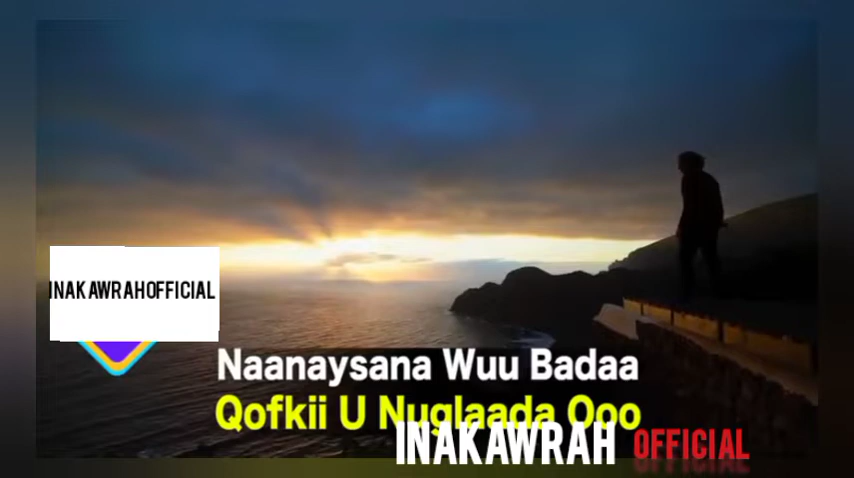 INAKAWRAHOFFICIAL
Naanaysana Wuu Badaa
Qofkii U Nuglaada Ooo
INAKAWRAH OFFICIAL